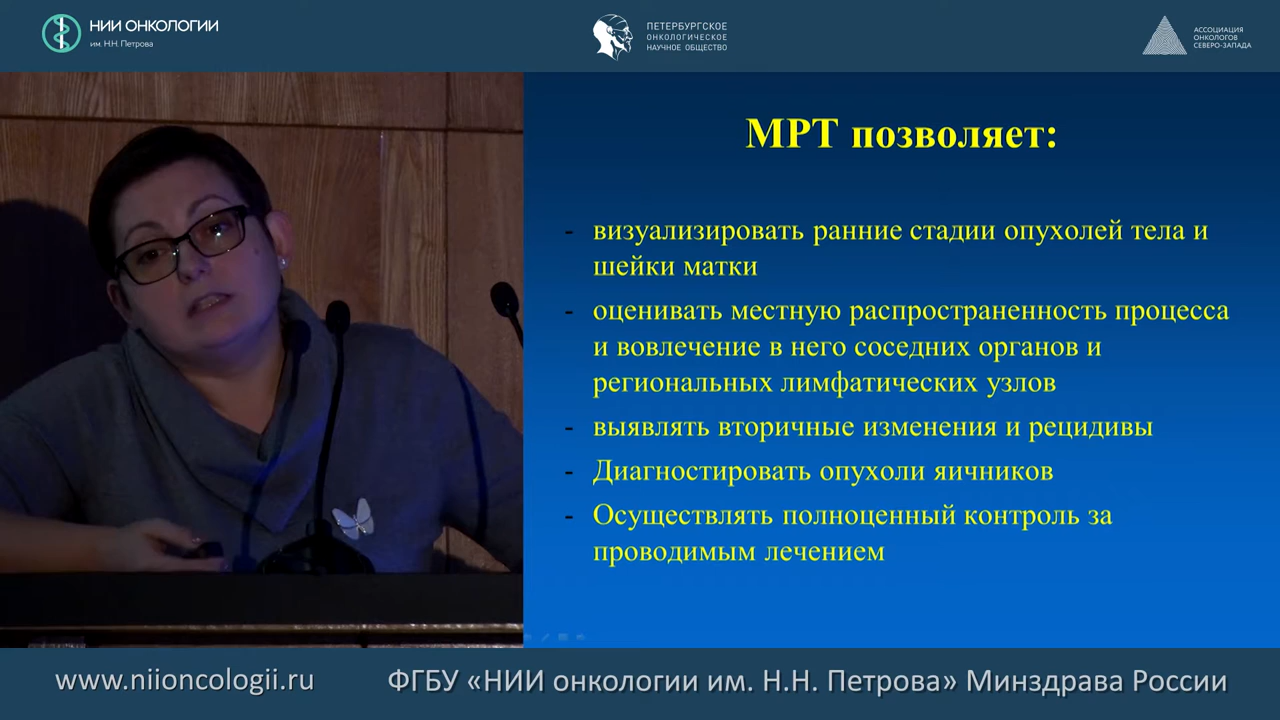 НИИ ОНКОЛОГИИ
им. Н.Н. Петрова
ПЕТЕРБУРГСКОЕ
ОНКОЛОГИЧЕСКОЕ
НАУЧНОЕ ОБЩЕСТВО
АССОЦИАЦИЯ
ОНКОЛОГОВ
СЕВЕРО-ЗАПАДА
МРТ позволяет:
- визуализировать ранние стадии опухолей тела и
шейки матки
- оценивать местную распространенность процесса
и вовлечение в него соседних органов и
региональных лимфатических узлов
- выявлять вторичные изменения и рецидивы
- Диагностировать опухоли яичников
- Осуществлять полноценный контроль за
проводимым лечением
www.niioncologii.ru
ФГБУ «НИИ онкологии им. Н.Н. Петрова» Минздрава России